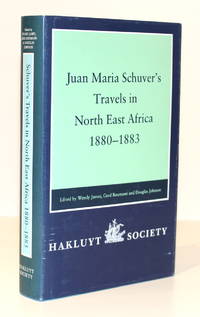 Juan Maria Schuver's
Travels in
North East Africa
1880–1883
Edited by Wendy James, Gerd Baumann and Douglas Johnson
HAKLUYT SOCIETY
Schuver's Travels in North East Africa 1880–1883
HAKLUYT
SOCIETY